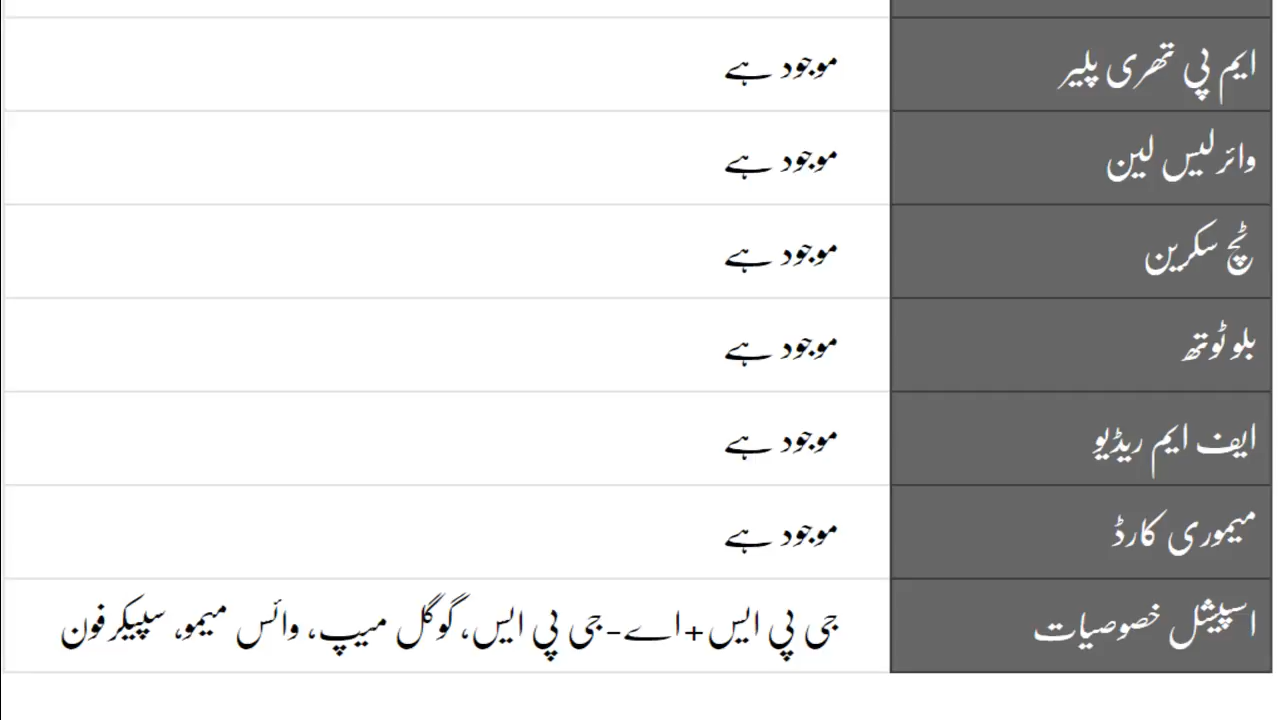 ایم پی تھری پلیر موجود ہے
وائرلیس لین موجود ہے
ٹچ سکرین موجود ہے
بلوٹوتھ موجود ہے
ایف ایم ریڈیو موجود ہے
میموری کارڈ موجود ہے
اسپیشل خصوصیات جی پی ایس+اے-جی پی ایس، گوگل میپ، وائس میمو، سپیکرفون